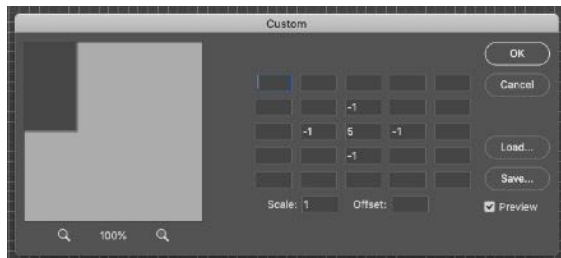 Custom
OK
Cancel
-1
-1 5 -1
-1
Load...
Save...
Scale: 1 Offset:
Preview
100%